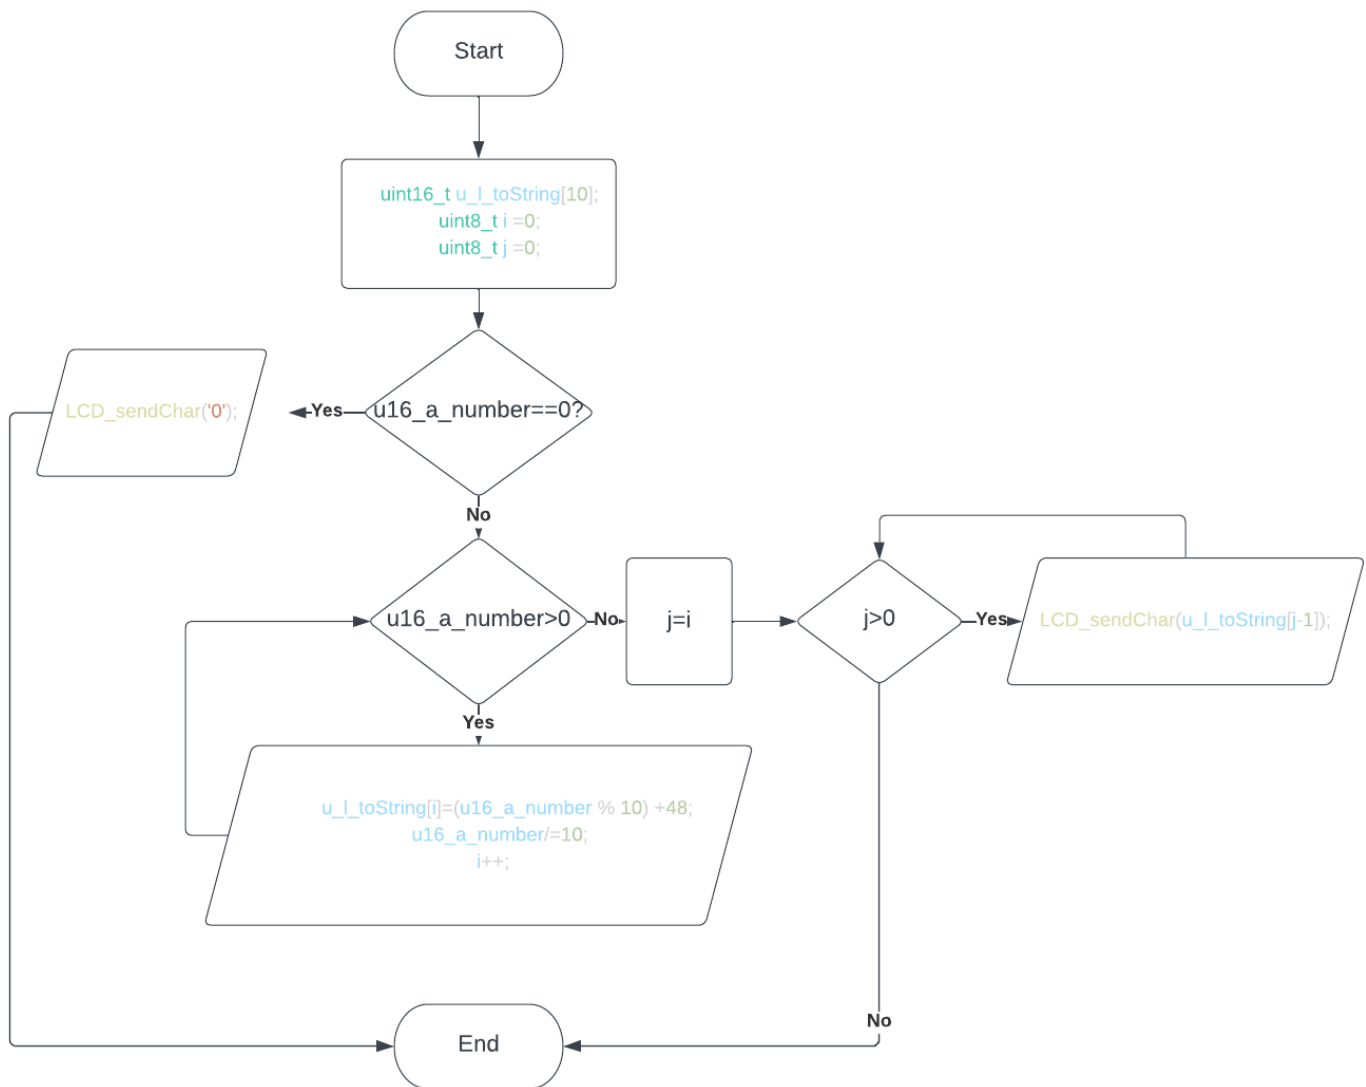 Start
uint16_t u_l_toString[10];
uint8_t i =0;
uint8_t j =0;
LCD_sendChar('0');
Yes
u16_a_number==0?
No
u16_a_number>0
No
j=i
j>0
Yes
LCD_sendChar(u_l_toString[j-1]);
Yes
u_l_toString[i]=(u16_a_number % 10) +48;
u16_a_number/=10;
i++;
No
End